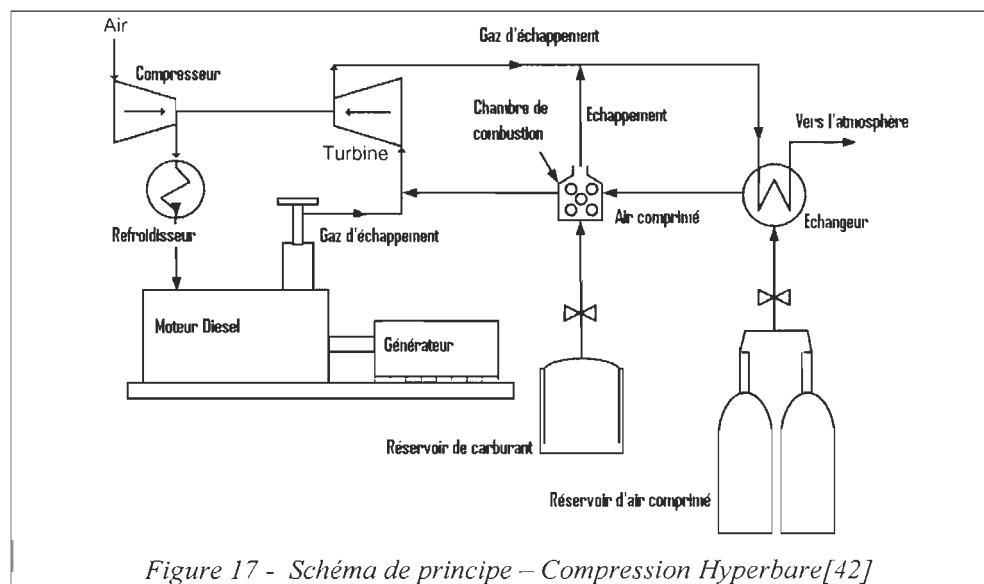 Air
Gaz d'échappement
Compresseur
Chambre de
combustion
Echappement
Vers l'atmosphère
Turbine
Air comprimé
Echangeur
Refroidisseur
Gaz d'échappement
Moteur Diesel
Générateur
Réservoir de carburant
Réservoir d'air comprimé
Figure 17 - Schéma de principe – Compression Hyperbare[42]